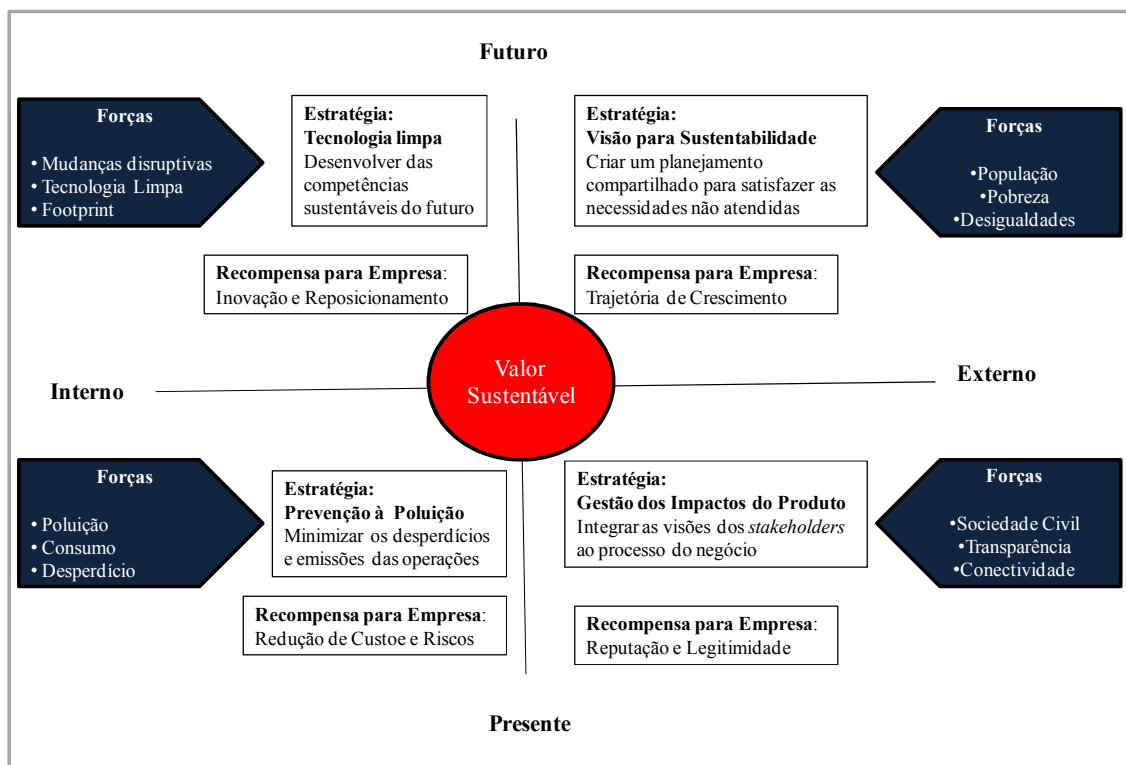 Futuro
Forças
• Mudanças disruptivas
• Tecnologia Limpa
• Footprint
Estratégia:
Tecnologia limpa
Desenvolver das
competências
sustentáveis do futuro
Estratégia:
Visão para Sustentabilidade
Criar um planejamento
compartilhado para satisfazer as
necessidades não atendidas
Forças
•População
•Pobreza
•Desigualdades
Recompensa para Empresa:
Inovação e Reposicionamento
Recompensa para Empresa:
Trajetória de Crescimento
Interno
Valor
Sustentável
Externo
Forças
• Poluição
• Consumo
• Desperdício
Estratégia:
Prevenção à Poluição
Minimizar os desperdícios
e emissões das operações
Estratégia:
Gestão dos Impactos do Produto
Integrar as visões dos stakeholders
ao processo do negócio
Forças
•Sociedade Civil
•Transparência
•Conectividade
Recompensa para Empresa:
Redução de Custoe e Riscos
Recompensa para Empresa:
Reputação e Legitimidade
Presente